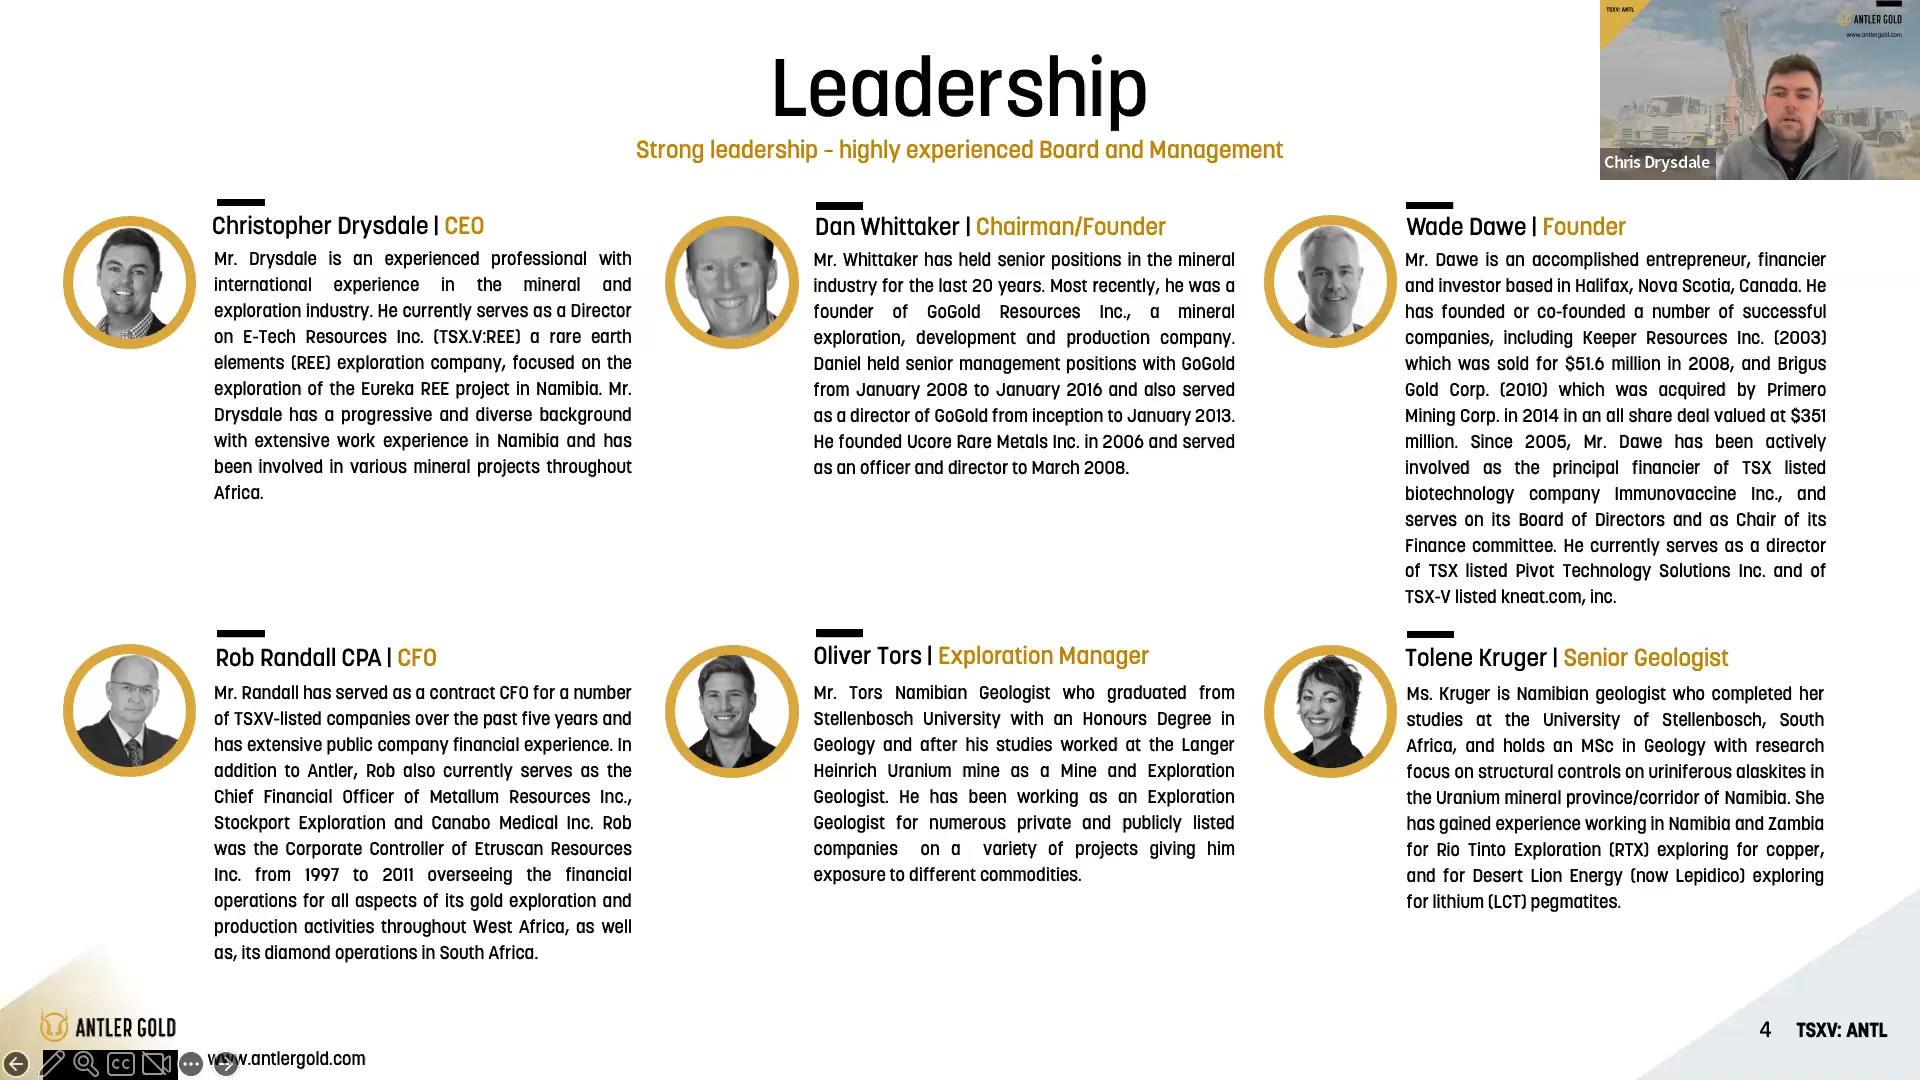 TSXV: ANTL
ANTLER GOLD
www.antlergold.com
Chris Drysdale
Leadership
Strong leadership - highly experienced Board and Management
Christopher Drysdale | CEO
Mr. Drysdale is an experienced professional with
international experience in the mineral and
exploration industry. He currently serves as a Director
on E-Tech Resources Inc. (TSX.V:REE) a rare earth
elements (REE) exploration company, focused on the
exploration of the Eureka REE project in Namibia. Mr.
Drysdale has a progressive and diverse background
with extensive work experience in Namibia and has
been involved in various mineral projects throughout
Africa.
Dan Whittaker | Chairman/Founder
Mr. Whittaker has held senior positions in the mineral
industry for the last 20 years. Most recently, he was a
founder of GoGold Resources Inc., a mineral
exploration, development and production company.
Daniel held senior management positions with GoGold
from January 2008 to January 2016 and also served
as a director of GoGold from inception to January 2013.
He founded Ucore Rare Metals Inc. in 2006 and served
as an officer and director to March 2008.
Wade Dawe | Founder
Mr. Dawe is an accomplished entrepreneur, financier
and investor based in Halifax, Nova Scotia, Canada. He
has founded or co-founded a number of successful
companies, including Keeper Resources Inc. (2003)
which was sold for $51.6 million in 2008, and Brigus
Gold Corp. (2010) which was acquired by Primero
Mining Corp. in 2014 in an all share deal valued at $351
million. Since 2005, Mr. Dawe has been actively
involved as the principal financier of TSX listed
biotechnology company Immunovaccine Inc., and
serves on its Board of Directors and as Chair of its
Finance committee. He currently serves as a director
of TSX listed Pivot Technology Solutions Inc. and of
TSX-V listed kneat.com, inc.
Rob Randall CPA | CFO
Mr. Randall has served as a contract CFO for a number
of TSXV-listed companies over the past five years and
has extensive public company financial experience. In
addition to Antler, Rob also currently serves as the
Chief Financial Officer of Metallum Resources Inc.,
Stockport Exploration and Canabo Medical Inc. Rob
was the Corporate Controller of Etruscan Resources
Inc. from 1997 to 2011 overseeing the financial
operations for all aspects of its gold exploration and
production activities throughout West Africa, as well
as, its diamond operations in South Africa.
Oliver Tors | Exploration Manager
Mr. Tors Namibian Geologist who graduated from
Stellenbosch University with an Honours Degree in
Geology and after his studies worked at the Langer
Heinrich Uranium mine as a Mine and Exploration
Geologist. He has been working as an Exploration
Geologist for numerous private and publicly listed
companies on a variety of projects giving him
exposure to different commodities.
Tolene Kruger | Senior Geologist
Ms. Kruger is Namibian geologist who completed her
studies at the University of Stellenbosch, South
Africa, and holds an MSc in Geology with research
focus on structural controls on uriniferous alaskites in
the Uranium mineral province/corridor of Namibia. She
has gained experience working in Namibia and Zambia
for Rio Tinto Exploration (RTX) exploring for copper,
and for Desert Lion Energy (now Lepidico) exploring
for lithium (LCT) pegmatites.
ANTLER GOLD
4 TSXV: ANTL
CC
www.antlergold.com